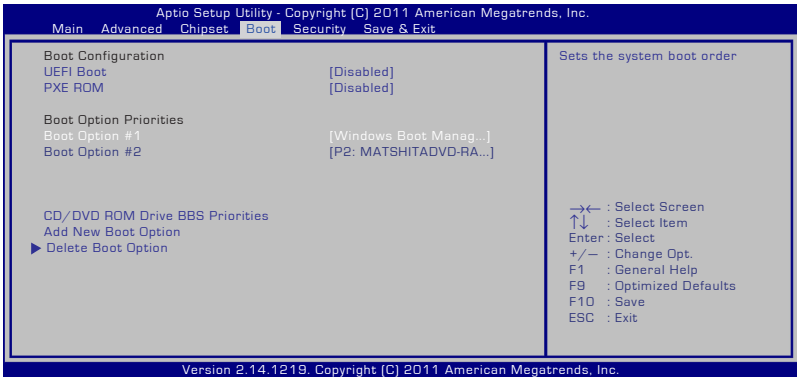 Aptio Setup Utility - Copyright (C) 2011 American Megatrends, Inc.
Main Advanced Chipset Boot Security Save & Exit
Boot Configuration
UEFI Boot [Disabled]
PXE ROM [Disabled]
Boot Option Priorities
Boot Option #1 [Windows Boot Manag...]
Boot Option #2 [P2: MATSHITADVD-RA...]
CD/DVD ROM Drive BBS Priorities
Add New Boot Option
Delete Boot Option
Sets the system boot order
→← : Select Screen
↑↓ : Select Item
Enter : Select
+/— : Change Opt.
F1 : General Help
F9 : Optimized Defaults
F10 : Save
ESC : Exit
Version 2.14.1219. Copyright (C) 2011 American Megatrends, Inc.